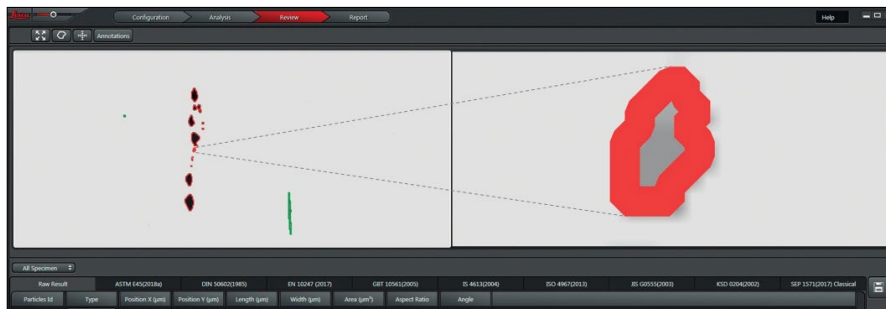 Leica
Configuration Analysis Review Report Help
Annotations
All Specimen
Raw Result ASTM E45(2018a) DIN 50602(1985) EN 10247 (2017) GBT 10561(2005) IS 4613(2004) ISO 4967(2013) JIS G0555(2003) KSD 0204(2002) SEP 1571(2017) Classical
Particles Id Type Position X (µm) Position Y (µm) Length (µm) Width (µm) Area (µm²) Aspect Ratio Angle